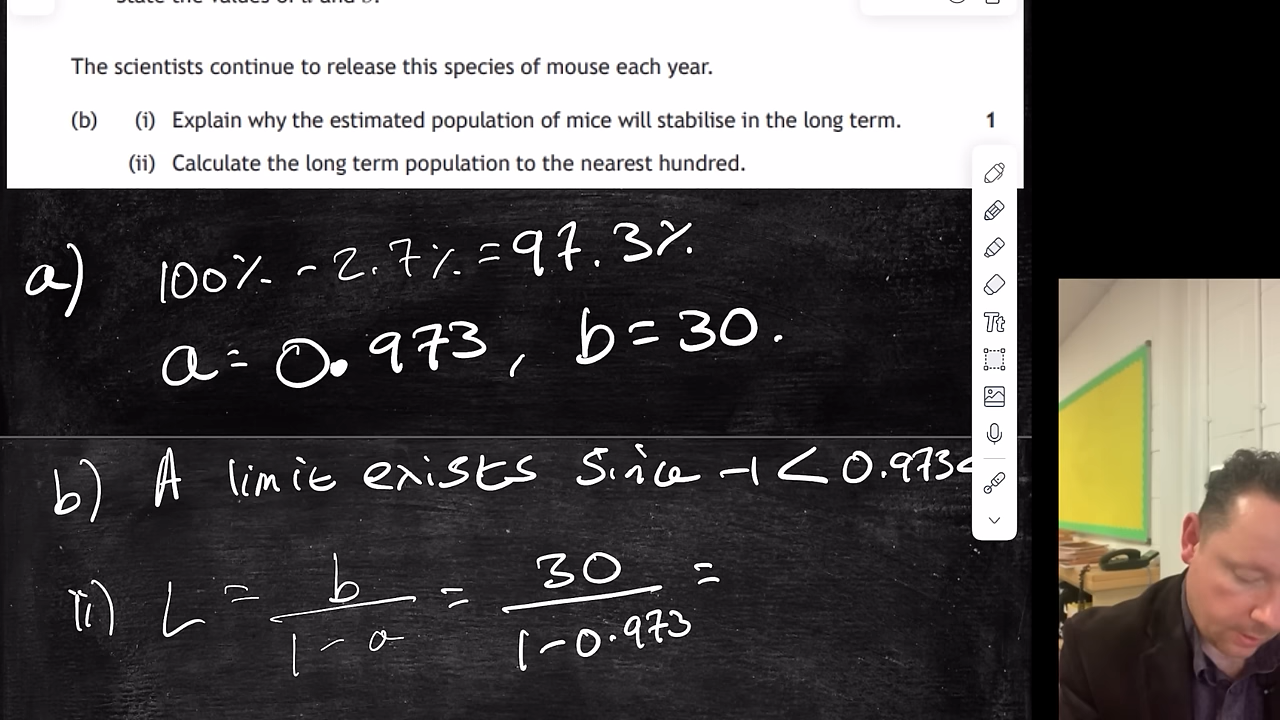 The scientists continue to release this species of mouse each year.
(b) (i) Explain why the estimated population of mice will stabilise in the long term. 1
(ii) Calculate the long term population to the nearest hundred.
a) 100% - 2.7% = 97.3%
a = 0.973, b = 30.
b) A limit exists since -1 < 0.973 <
ii) L = b / 1 - a = 30 / 1 - 0.973 =
Tt